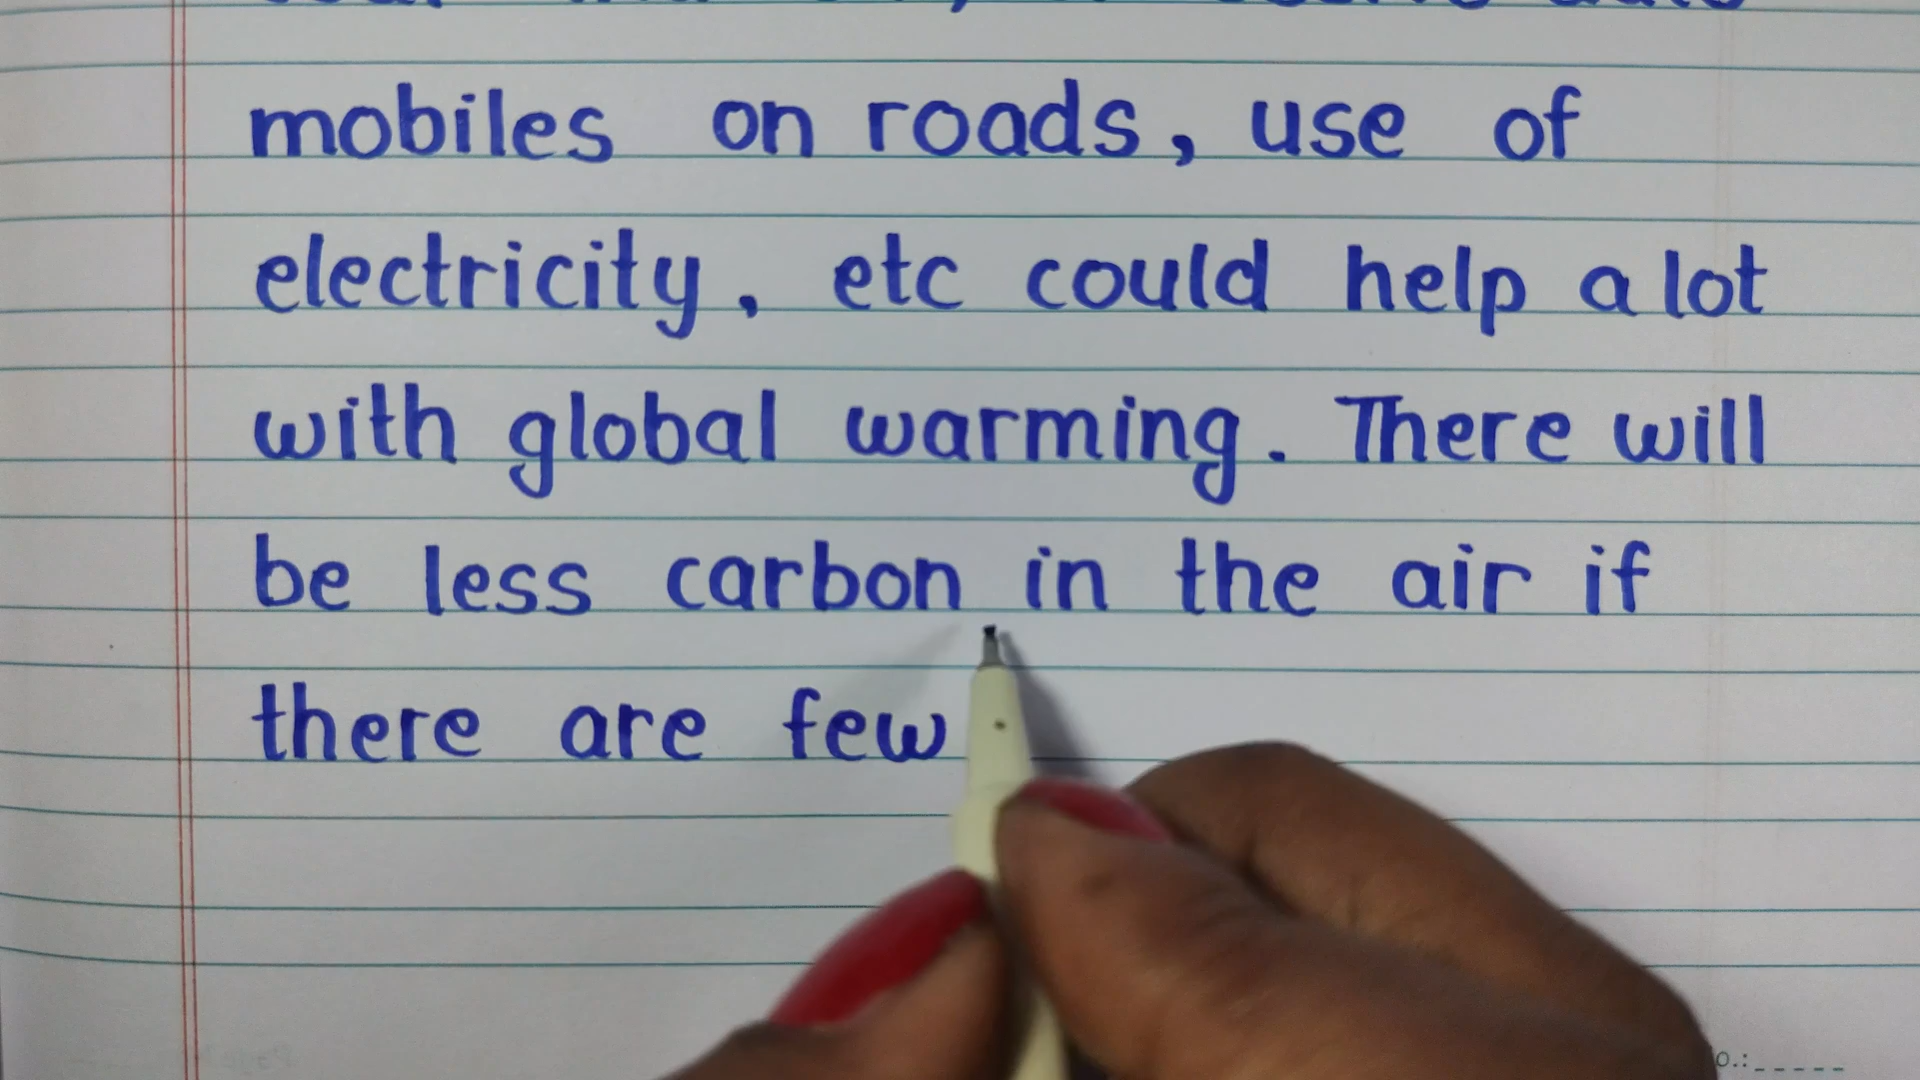 mobiles on roads, use of
electricity, etc could help a lot
with global warming. There will
be less carbon in the air if
there are few